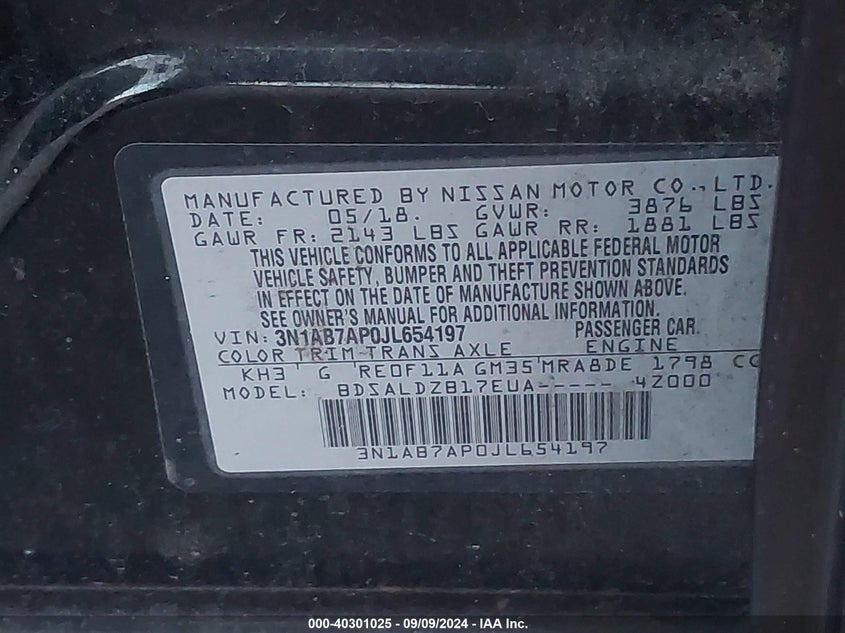 MANUFACTURED BY NISSAN MOTOR CO., LTD.
DATE: 05/18. GVWR: 3876 LBS
GAWR FR: 2143 LBS GAWR RR: 1881 LBS
THIS VEHICLE CONFORMS TO ALL APPLICABLE FEDERAL MOTOR
VEHICLE SAFETY, BUMPER AND THEFT PREVENTION STANDARDS
IN EFFECT ON THE DATE OF MANUFACTURE SHOWN ABOVE.
SEE OWNER'S MANUAL FOR ADDITIONAL INFORMATION.
VIN: 3N1AB7AP0JL654197 PASSENGER CAR.
COLOR TRIM TRANS AXLE ENGINE
KH3 G RE0F11A GM35 MRA8DE 1798 CC
MODEL: BDSALDZB17EUA----- 4Z000
3N1AB7AP0JL654197
000-40301025 - 09/09/2024 - IAA Inc.